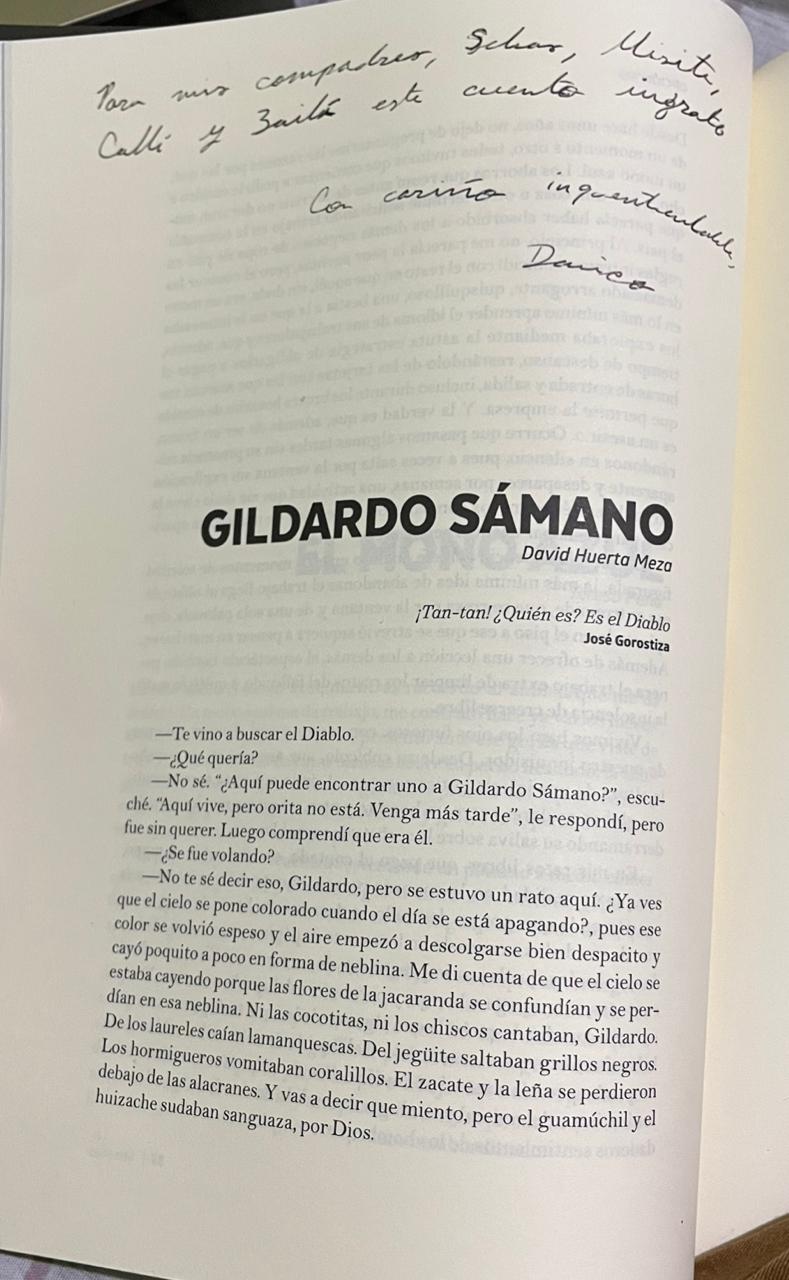 Para mis compadres,
Calli y Zailá este cuento ingrato
Con cariño inquebrantable,
GILDARDO SÁMANO
David Huerta Meza
¡Tan-tan! ¿Quién es? Es el Diablo
José Gorostiza
—Te vino a buscar el Diablo.
—¿Qué quería?
—No sé. “¿Aquí puede encontrar uno a Gildardo Sámano?”, escu-
ché. “Aquí vive, pero orita no está. Venga más tarde”, le respondí, pero
fue sin querer. Luego comprendí que era él.
—¿Se fue volando?
—No te sé decir eso, Gildardo, pero se estuvo un rato aquí. ¿Ya ves
que el cielo se pone colorado cuando el día se está apagando?, pues ese
color se volvió espeso y el aire empezó a descolgarse bien despacito y
cayó poquito a poco en forma de neblina. Me di cuenta de que el cielo se
estaba cayendo porque las flores de la jacaranda se confundían y se per-
dían en esa neblina. Ni las cocotitas, ni los chiscos cantaban, Gildardo.
De los laureles caían lamanquescas. Del jegüite saltaban grillos negros.
Los hormigueros vomitaban coralillos. El zacate y la leña se perdieron
debajo de las alacranes. Y vas a decir que miento, pero el guamúchil y el
huizache sudaban sanguaza, por Dios.